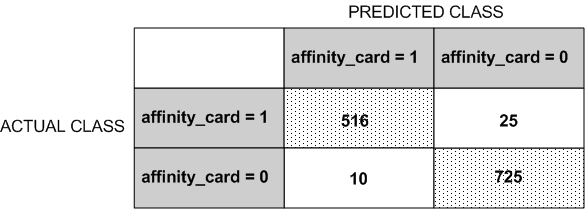 PREDICTED CLASS
affinity_card = 1 affinity_card = 0
ACTUAL CLASS
affinity_card = 1 516 25
affinity_card = 0 10 725